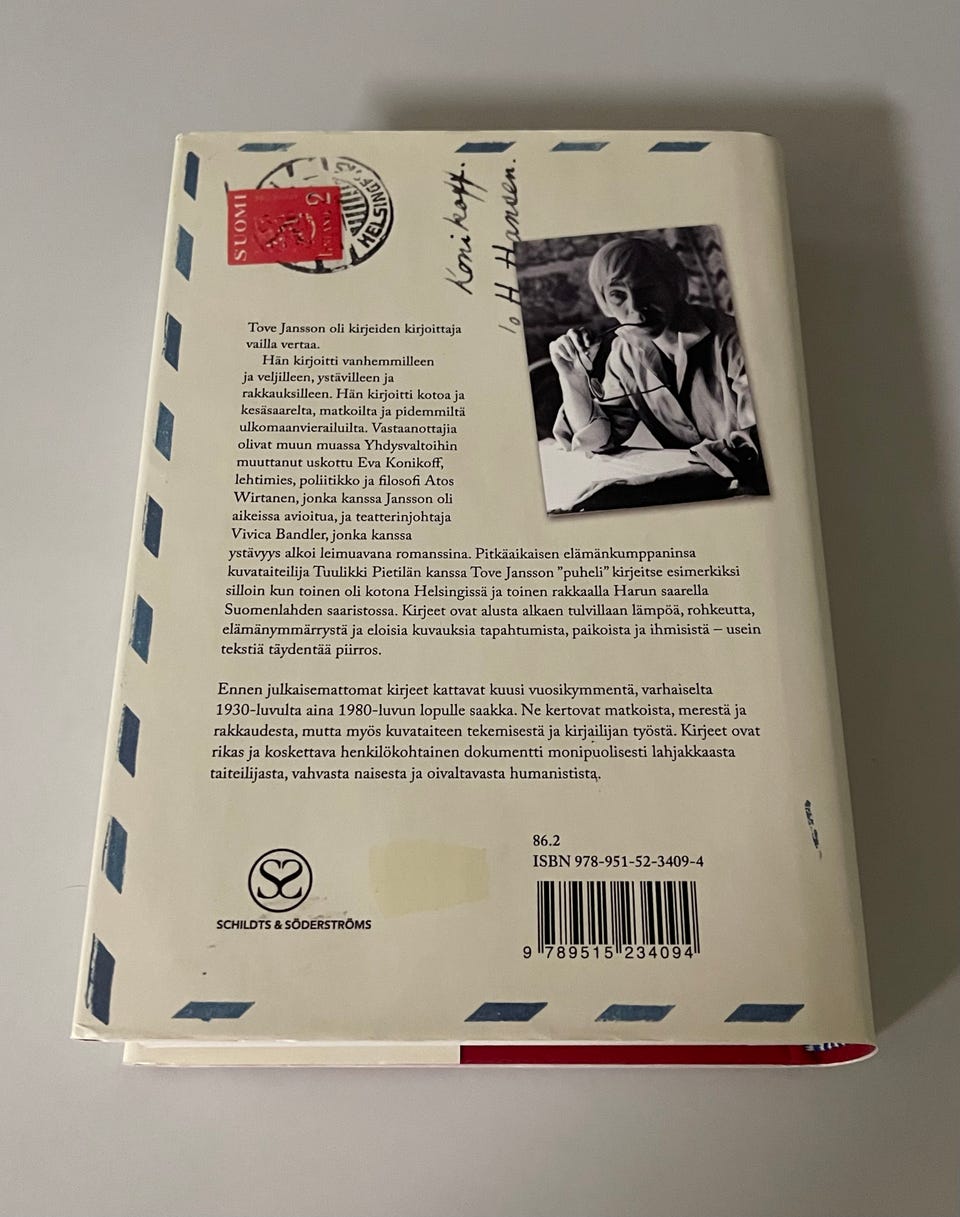 SUOMI
FINLAND 2
HELSINGFORS
Konikoff.
H Hansen.
Tove Jansson oli kirjeiden kirjoittaja
vailla vertaa.
Hän kirjoitti vanhemmilleen
ja veljilleen, ystävilleen ja
rakkauksilleen. Hän kirjoitti kotoa ja
kesäsaarelta, matkoilta ja pidemmiltä
ulkomaanvierailuilta. Vastaanottajia
olivat muun muassa Yhdysvaltoihin
muuttanut uskottu Eva Konikoff,
lehtimies, poliitikko ja filosofi Atos
Wirtanen, jonka kanssa Jansson oli
aikeissa avioitua, ja teatterinjohtaja
Vivica Bandler, jonka kanssa
ystävyys alkoi leimuavana romanssina. Pitkäaikaisen elämänkumppaninsa
kuvataiteilija Tuulikki Pietilän kanssa Tove Jansson ”puheli” kirjeitse esimerkiksi
silloin kun toinen oli kotona Helsingissä ja toinen rakkaalla Harun saarella
Suomenlahden saaristossa. Kirjeet ovat alusta alkaen tulvillaan lämpöä, rohkeutta,
elämänymmärrystä ja eloisia kuvauksia tapahtumista, paikoista ja ihmisistä – usein
tekstiä täydentää piirros.
Ennen julkaisemattomat kirjeet kattavat kuusi vuosikymmentä, varhaiselta
1930-luvulta aina 1980-luvun lopulle saakka. Ne kertovat matkoista, merestä ja
rakkaudesta, mutta myös kuvataiteen tekemisestä ja kirjailijan työstä. Kirjeet ovat
rikas ja koskettava henkilökohtainen dokumentti monipuolisesti lahjakkaasta
taiteilijasta, vahvasta naisesta ja oivaltavasta humanistista.
86.2
ISBN 978-951-52-3409-4
SCHILDTS & SÖDERSTRÖMS
9 789515 234094